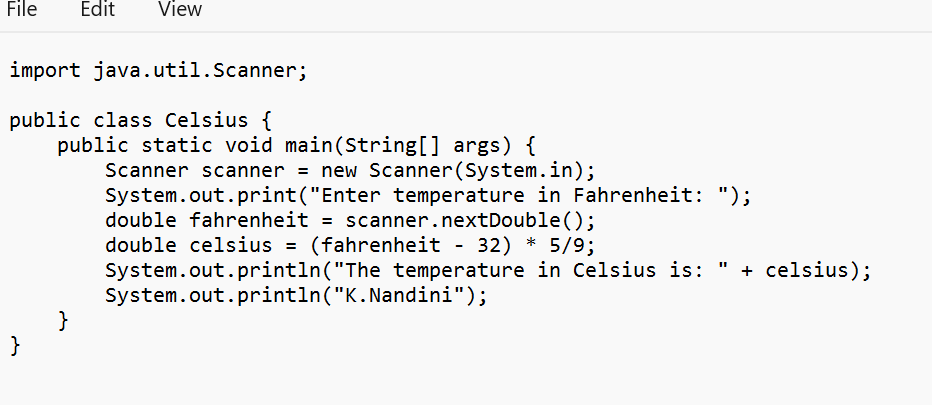 File Edit View
import java.util.Scanner;
public class Celsius {
    public static void main(String[] args) {
        Scanner scanner = new Scanner(System.in);
        System.out.print("Enter temperature in Fahrenheit: ");
        double fahrenheit = scanner.nextDouble();
        double celsius = (fahrenheit - 32) * 5/9;
        System.out.println("The temperature in Celsius is: " + celsius);
        System.out.println("K.Nandini");
    }
}